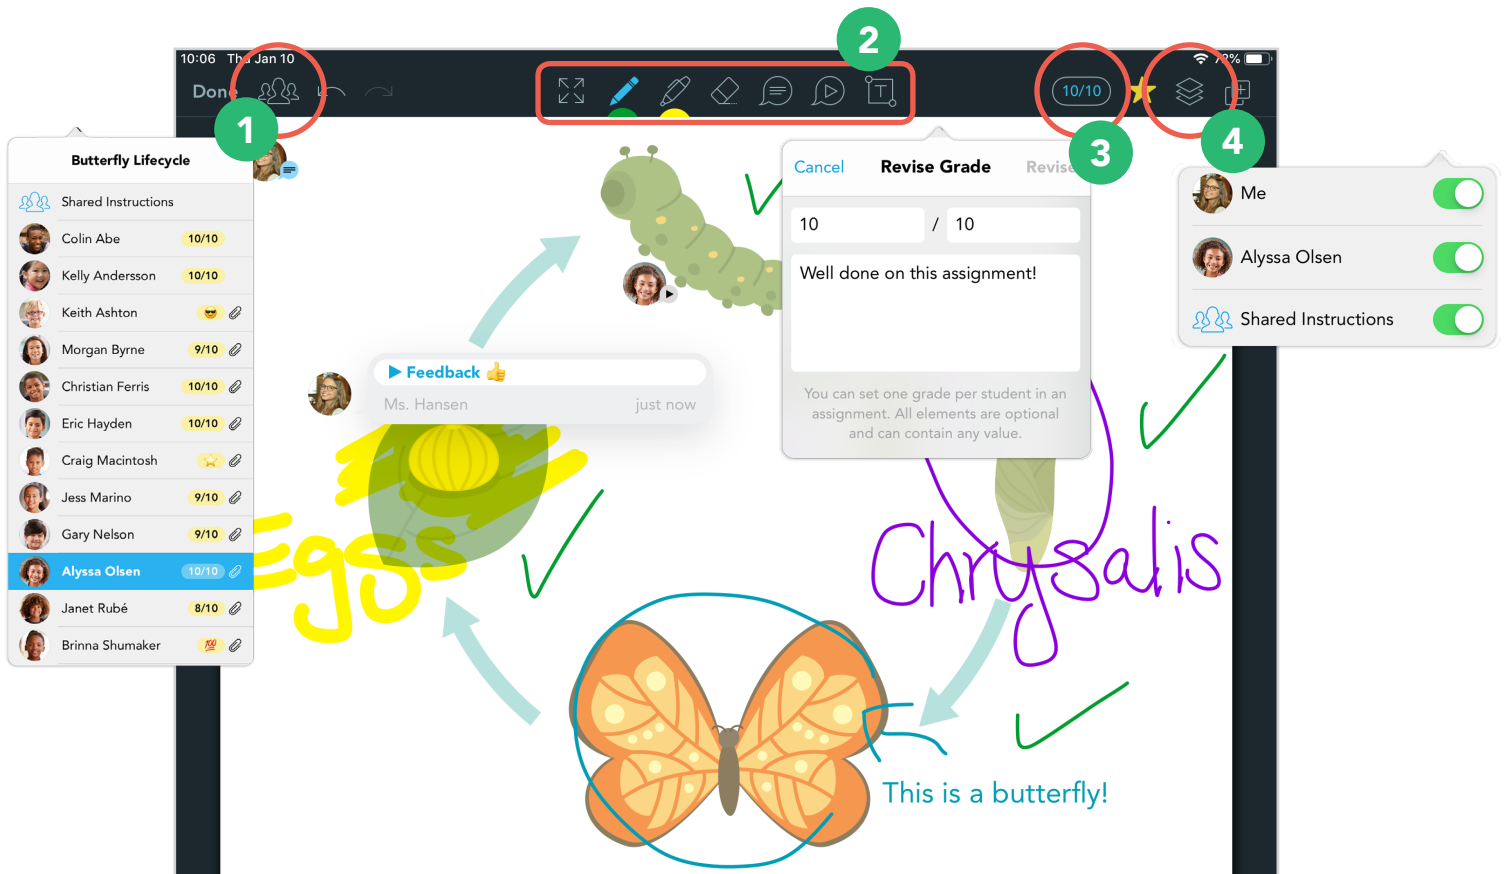 2
10:06 Thu Jan 10
72%
Done
T
10/10
1
3
4
Butterfly Lifecycle
Shared Instructions
Colin Abe 10/10
Kelly Andersson 10/10
Keith Ashton 😎
Morgan Byrne 9/10
Christian Ferris 10/10
Eric Hayden 10/10
Craig Macintosh ⭐
Jess Marino 9/10
Gary Nelson 9/10
Alyssa Olsen 10/10
Janet Rubé 8/10
Brinna Shumaker 💯
Feedback 👍
Ms. Hansen just now
Eggs
Cancel Revise Grade Revise
10 / 10
Well done on this assignment!
You can set one grade per student in an
assignment. All elements are optional
and can contain any value.
Me
Alyssa Olsen
Shared Instructions
Chrysalis
This is a butterfly!